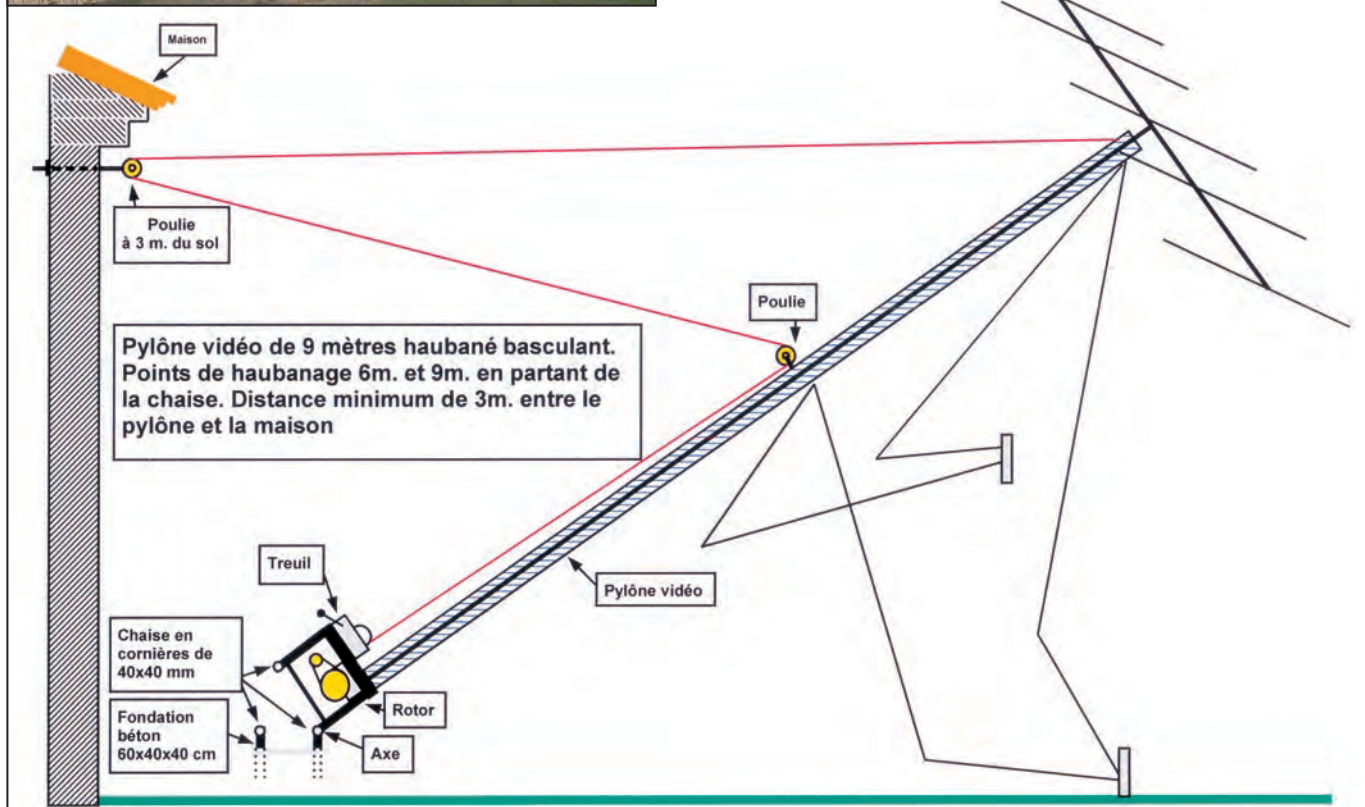 Maison
Poulie
à 3 m. du sol
Poulie
Pylône vidéo de 9 mètres haubané basculant.
Points de haubanage 6m. et 9m. en partant de
la chaise. Distance minimum de 3m. entre le
pylône et la maison
Treuil
Pylône vidéo
Chaise en
cornières de
40x40 mm
Rotor
Fondation
béton
60x40x40 cm
Axe